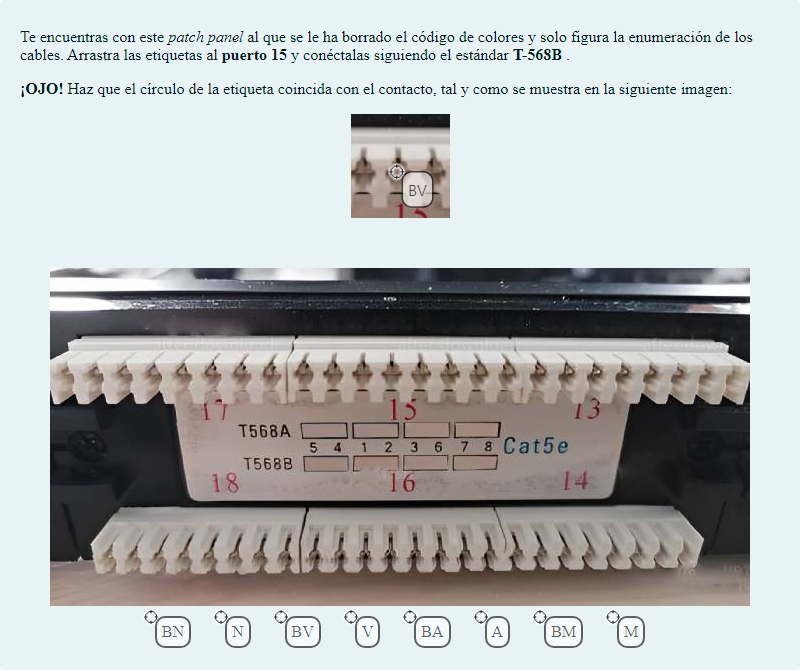 Te encuentras con este patch panel al que se le ha borrado el código de colores y solo figura la enumeración de los
cables. Arrastra las etiquetas al puerto 15 y conéctalas siguiendo el estándar T-568B .
¡OJO! Haz que el círculo de la etiqueta coincida con el contacto, tal y como se muestra en la siguiente imagen:
BV
15
17 15 13
T568A
5 4 1 2 3 6 7 8 Cat5e
T568B
18 16 14
BN N BV V BA A BM M